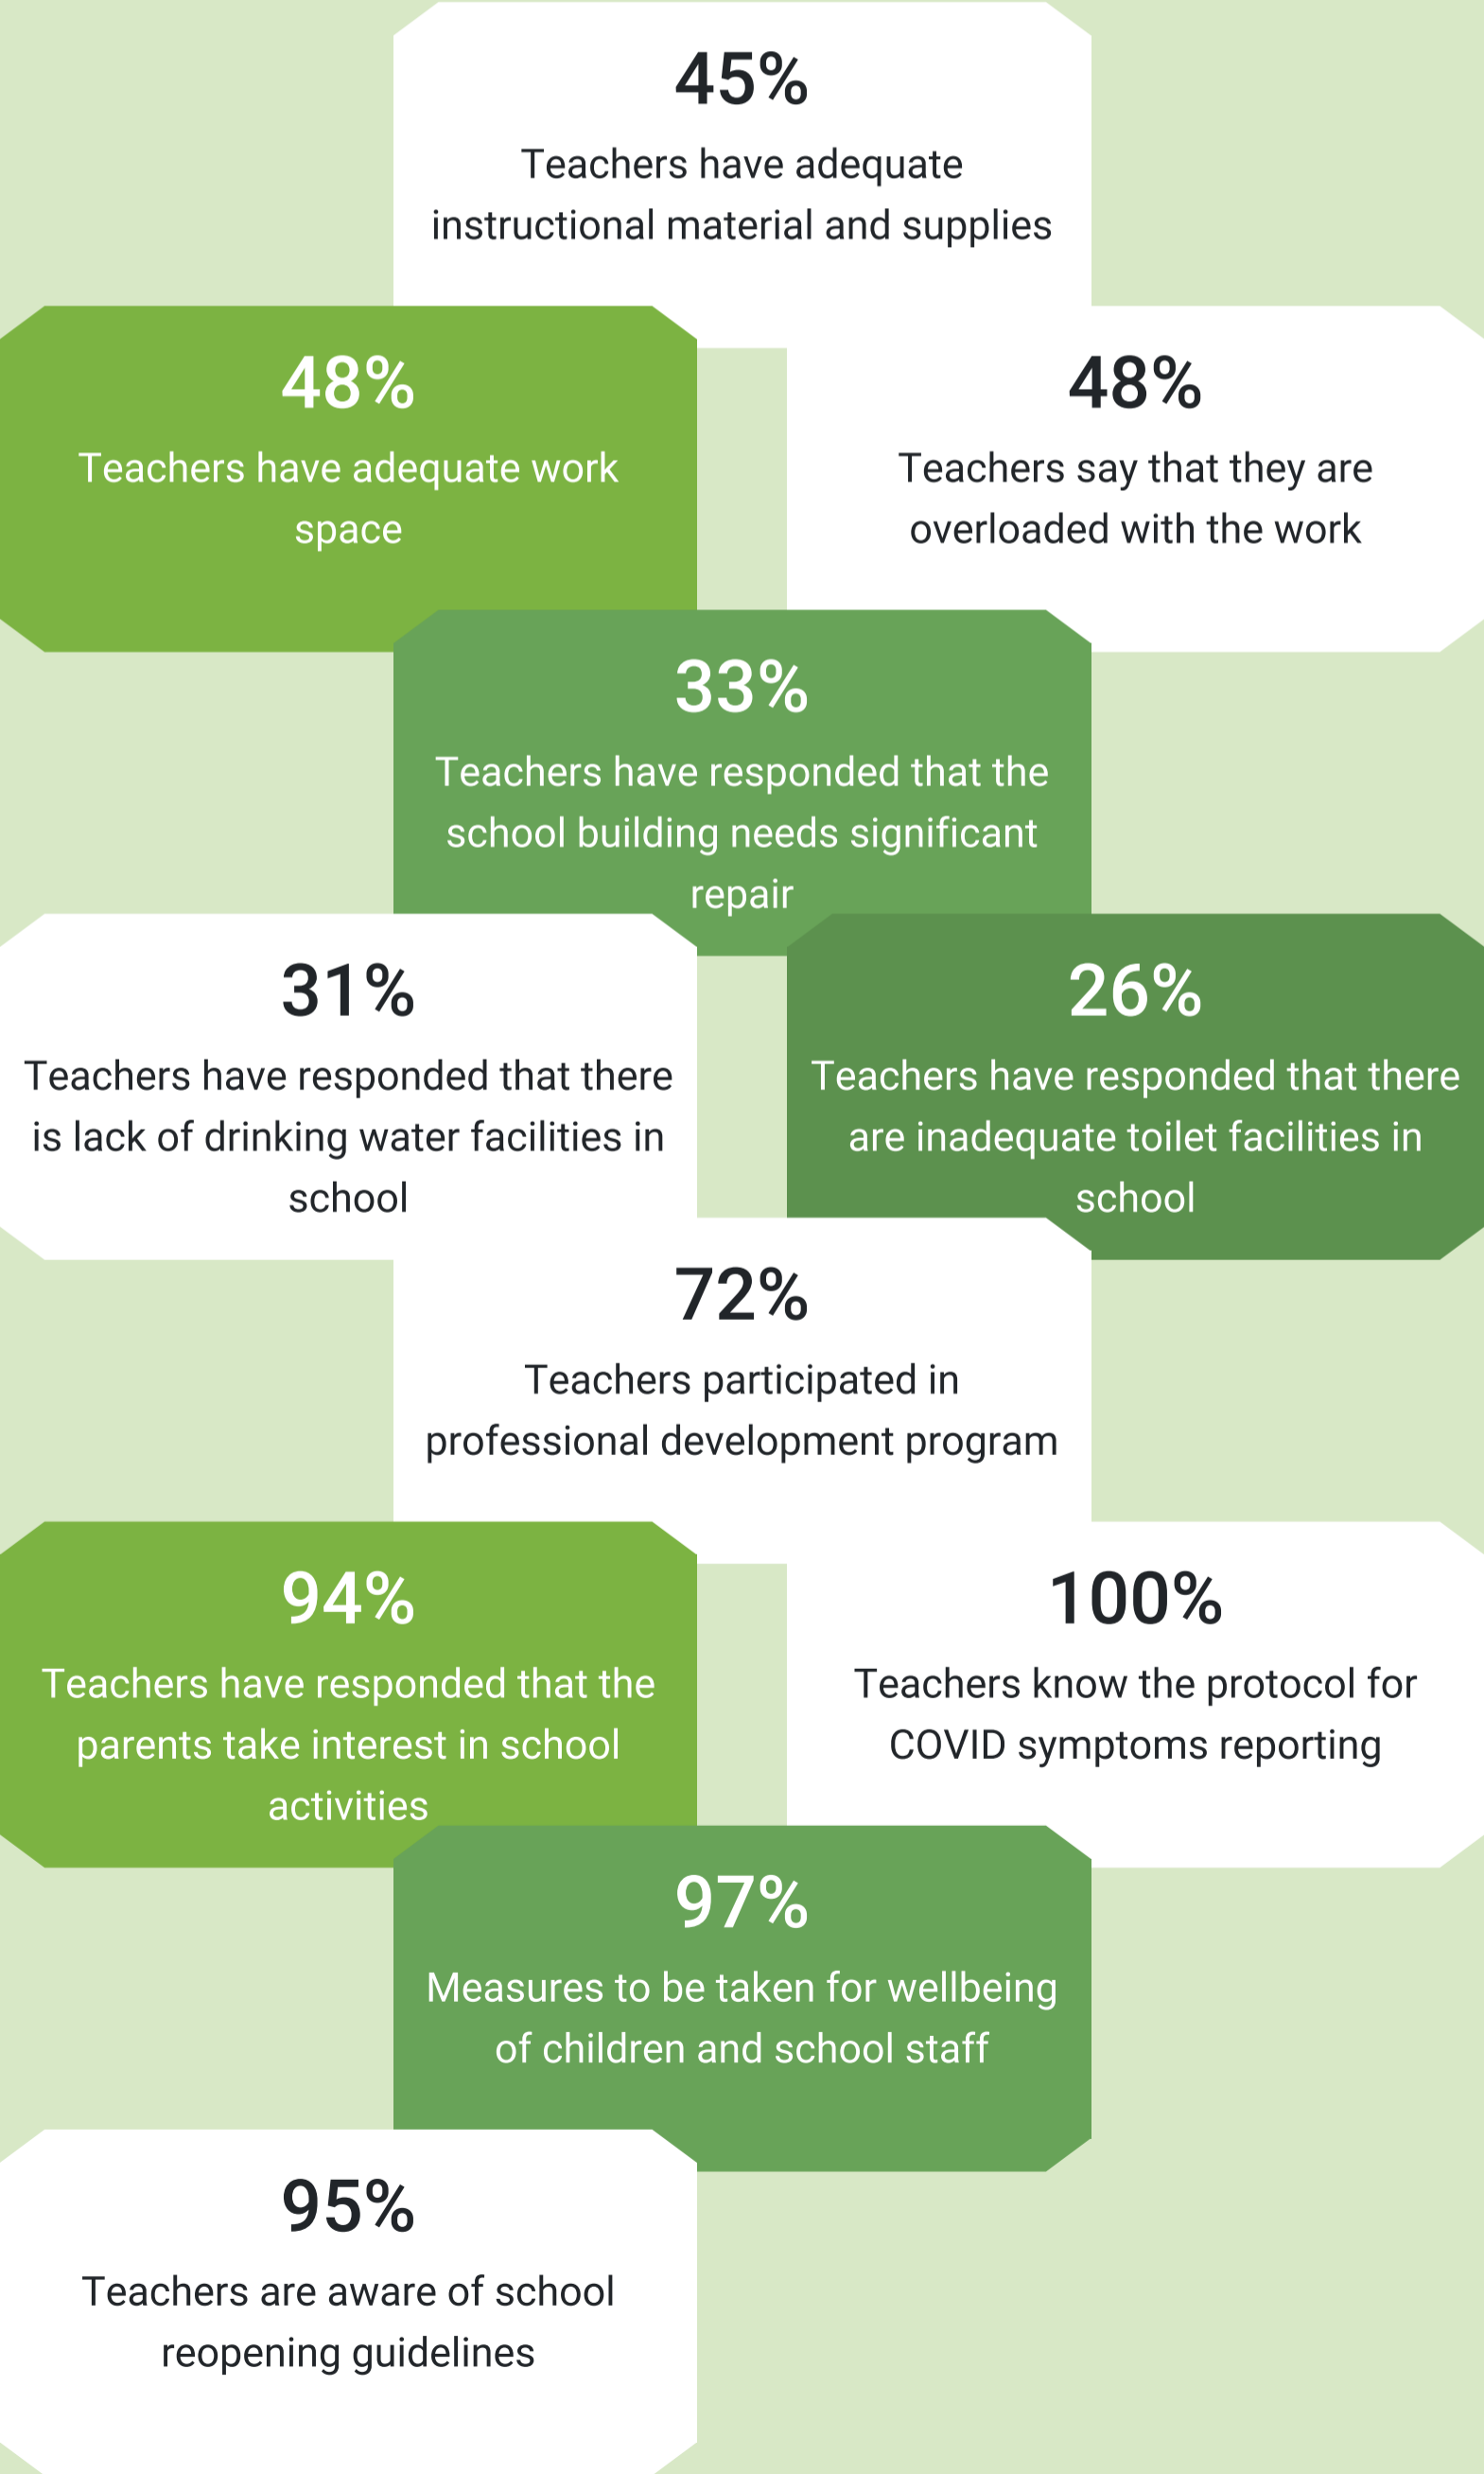 45%
Teachers have adequate
instructional material and supplies
48%
Teachers have adequate work
space
48%
Teachers say that they are
overloaded with the work
33%
Teachers have responded that the
school building needs significant
repair
31%
Teachers have responded that there
is lack of drinking water facilities in
school
26%
Teachers have responded that there
are inadequate toilet facilities in
school
72%
Teachers participated in
professional development program
94%
Teachers have responded that the
parents take interest in school
activities
100%
Teachers know the protocol for
COVID symptoms reporting
97%
Measures to be taken for wellbeing
of children and school staff
95%
Teachers are aware of school
reopening guidelines